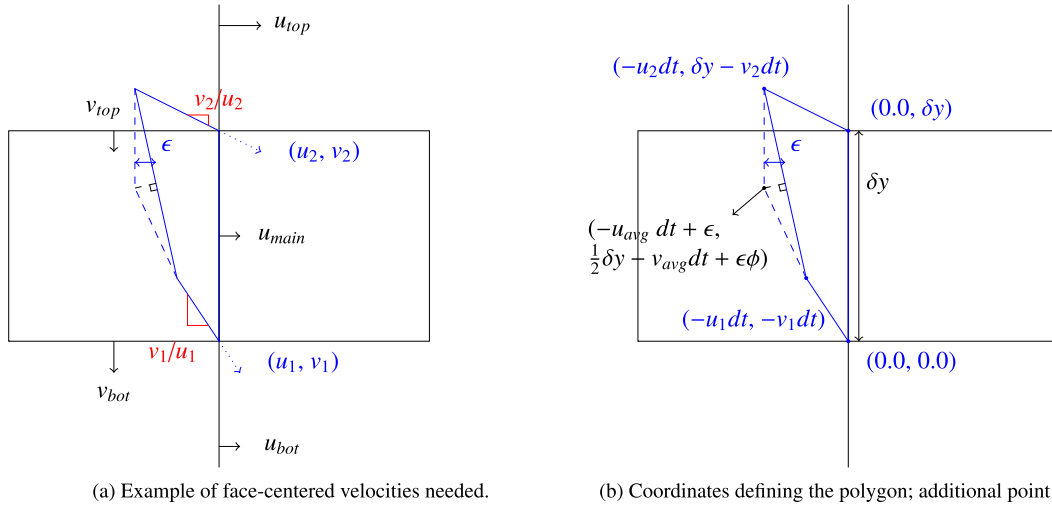 u_top
v_2/u_2
v_top
ϵ
(u_2, v_2)
u_main
v_1/u_1
(u_1, v_1)
v_bot
u_bot
(a) Example of face-centered velocities needed.
(−u_2dt, δy − v_2dt)
(0.0, δy)
ϵ
δy
(−u_avg dt + ϵ,
½δy − v_avgdt + ϵϕ)
(−u_1dt, −v_1dt)
(0.0, 0.0)
(b) Coordinates defining the polygon; additional point